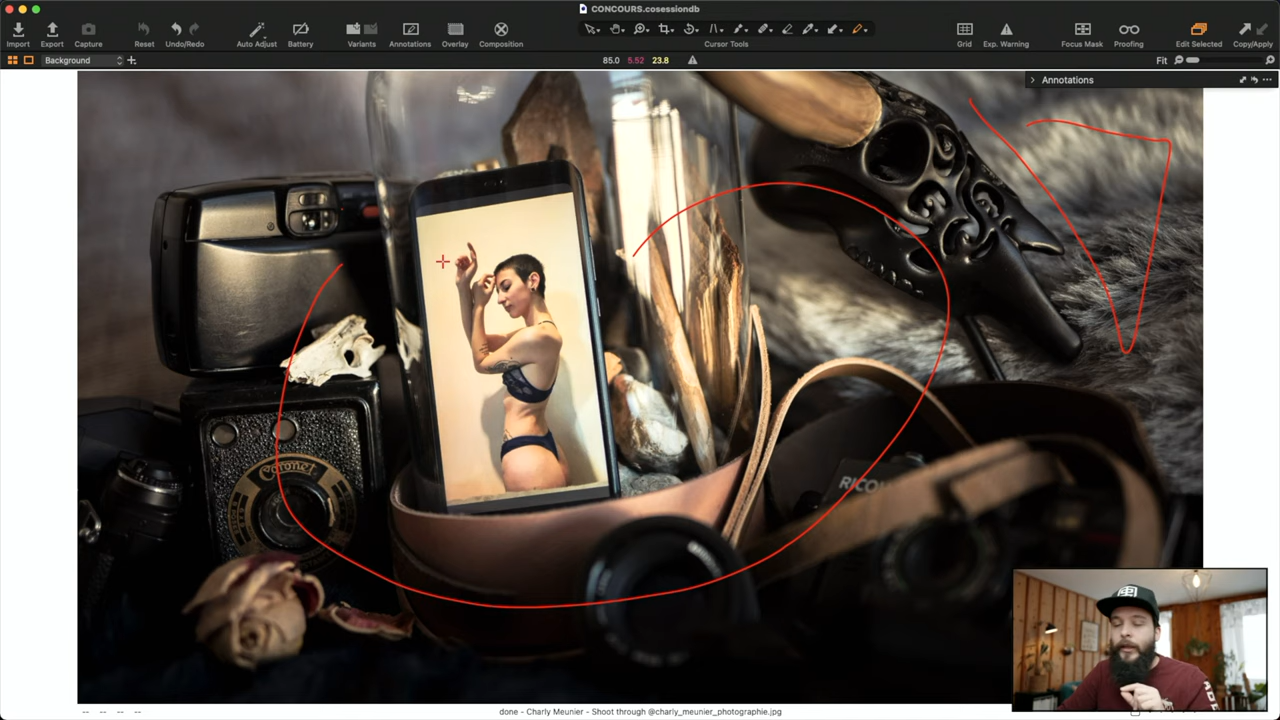 CONCOURS.cosessiondb
Import Export Capture Reset Undo/Redo Auto Adjust Battery Variants Annotations Overlay Composition Cursor Tools Grid Exp. Warning Focus Mask Proofing Edit Selected Copy/Apply
Background 85.0 5.52 23.8 Fit
Annotations
Coronet
RICOH
done - Charly Meunier - Shoot through @charly_meunier_photographie.jpg